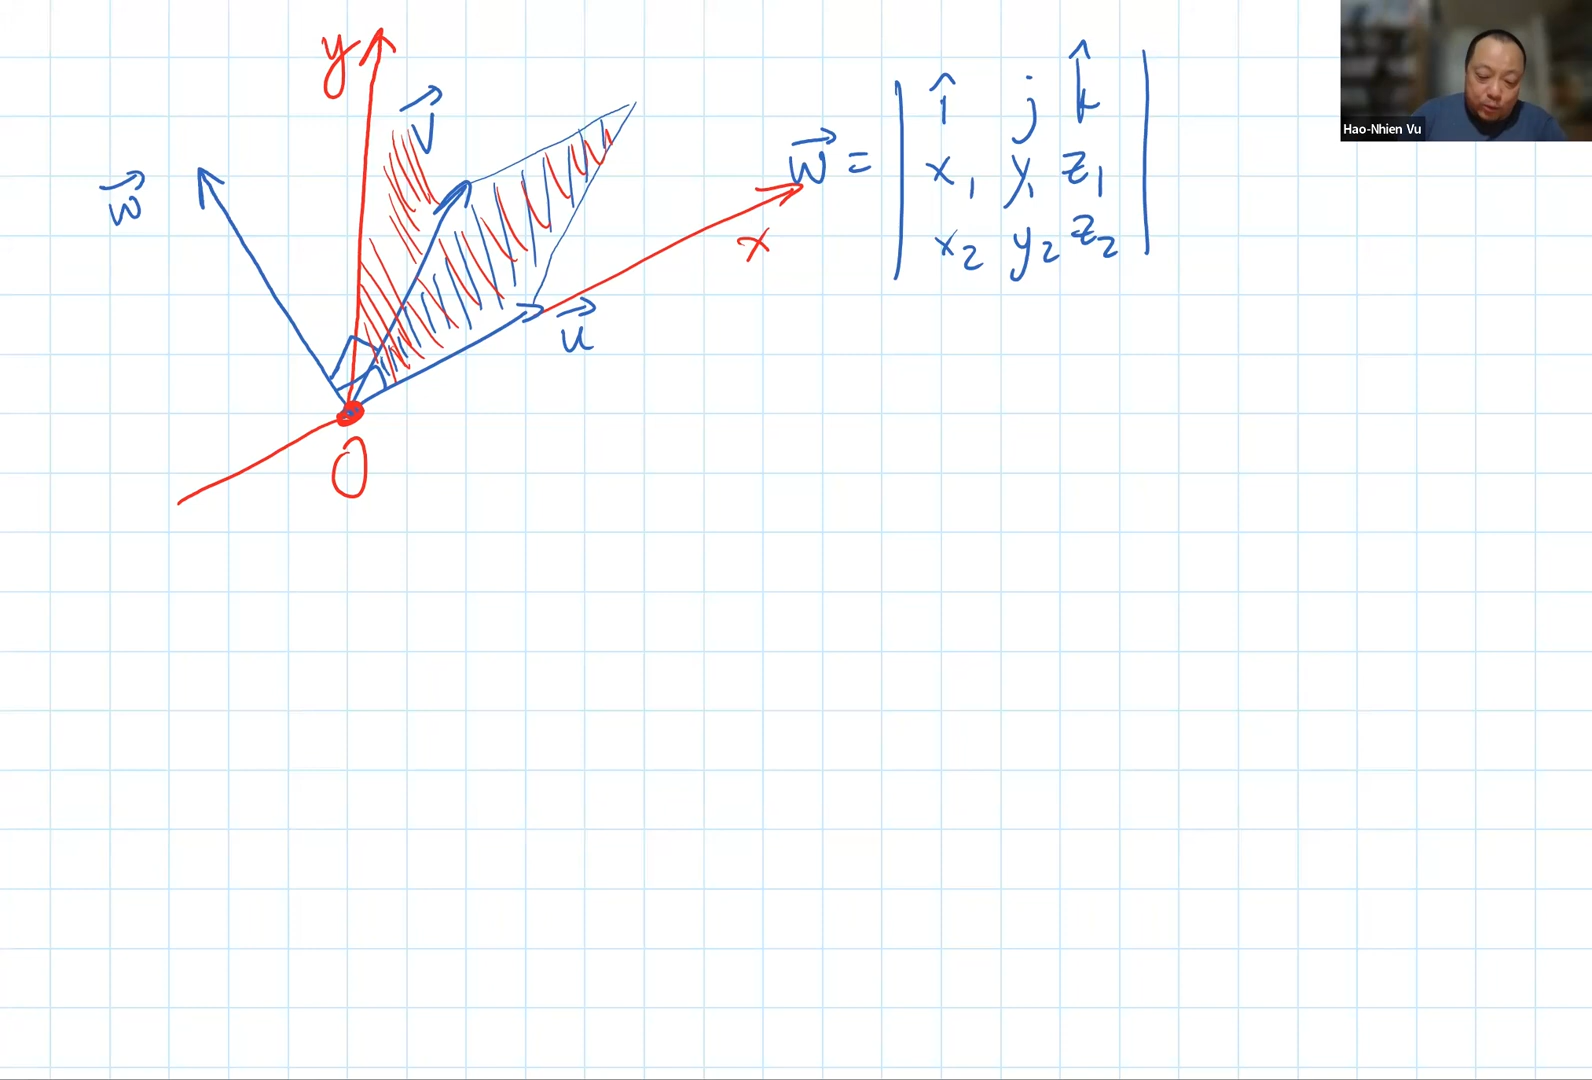 y
→V
→w
→u
x
O
→w = | î j k̂ |
x₁ y₁ z₁
x₂ y₂ z₂
Hao-Nhien Vu